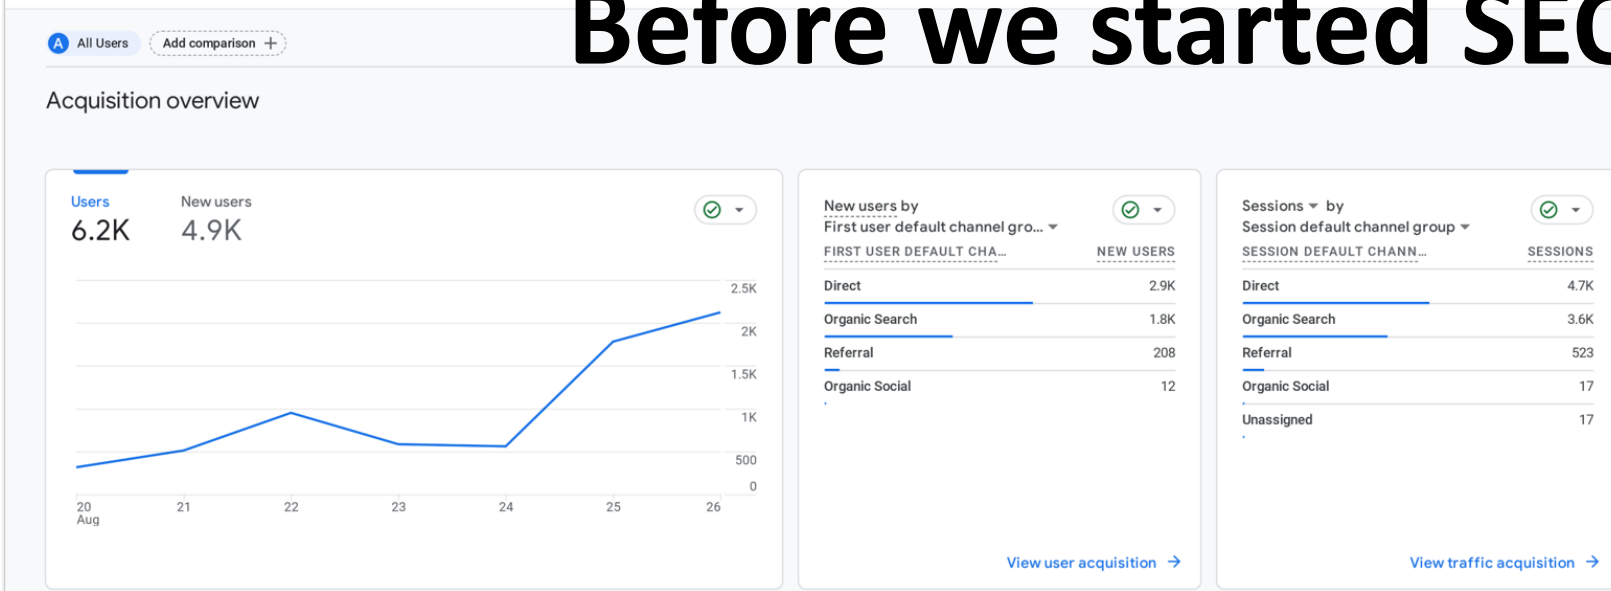 Before we started SEO
A All Users Add comparison +
Acquisition overview
Users New users
6.2K 4.9K
2.5K
2K
1.5K
1K
500
0
20 21 22 23 24 25 26
Aug
New users by
First user default channel gro...
FIRST USER DEFAULT CHA... NEW USERS
Direct 2.9K
Organic Search 1.8K
Referral 208
Organic Social 12
View user acquisition →
Sessions by
Session default channel group
SESSION DEFAULT CHANN... SESSIONS
Direct 4.7K
Organic Search 3.6K
Referral 523
Organic Social 17
Unassigned 17
View traffic acquisition →